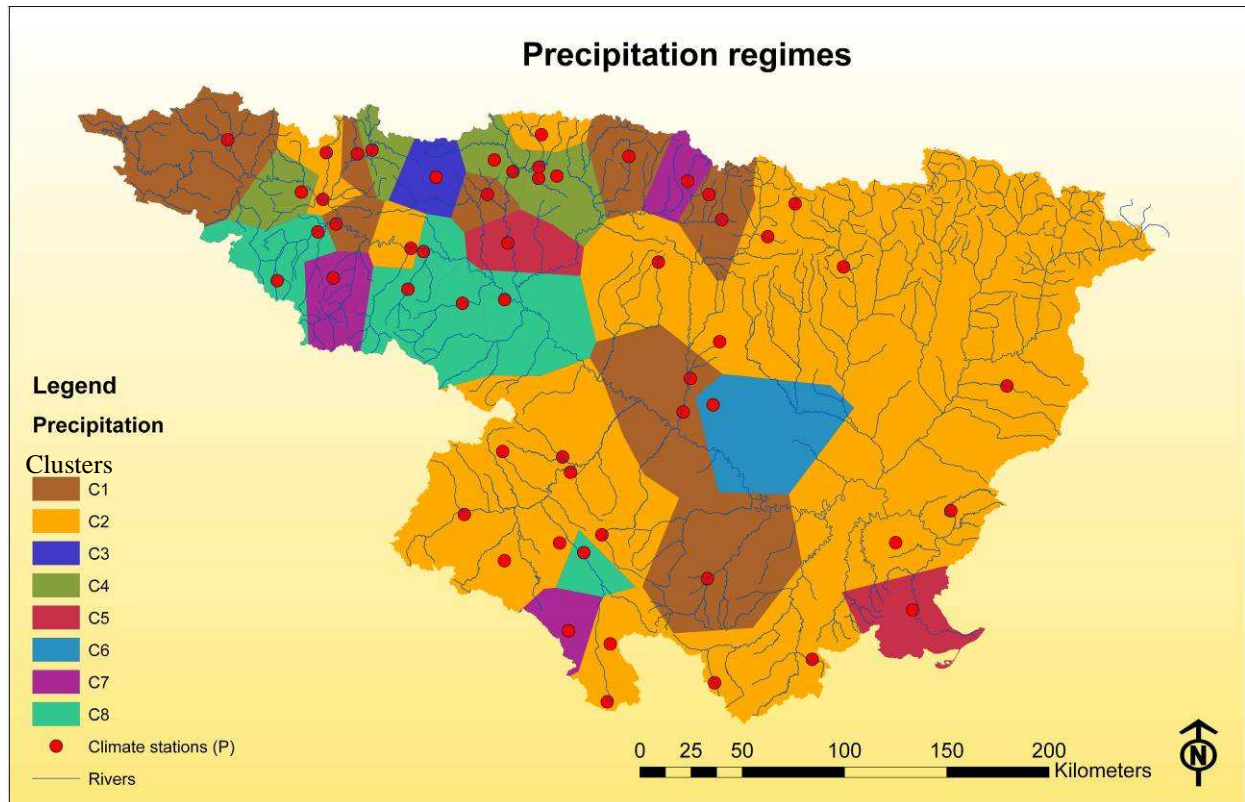 Precipitation regimes
Legend
Precipitation
Clusters
C1
C2
C3
C4
C5
C6
C7
C8
Climate stations (P)
Rivers
0 25 50 100 150 200
Kilometers
N